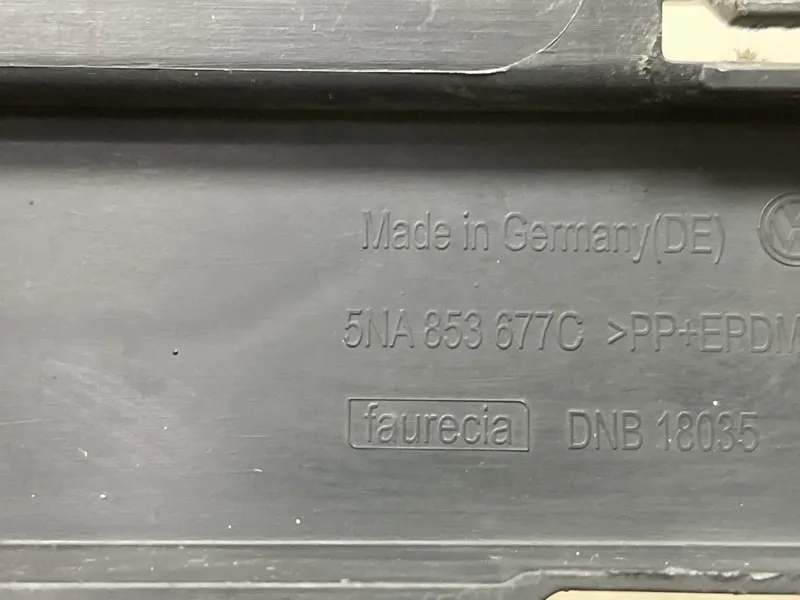 Made in Germany(DE)
5NA 853 677C >PP+EPDM
faurecia DNB 18035